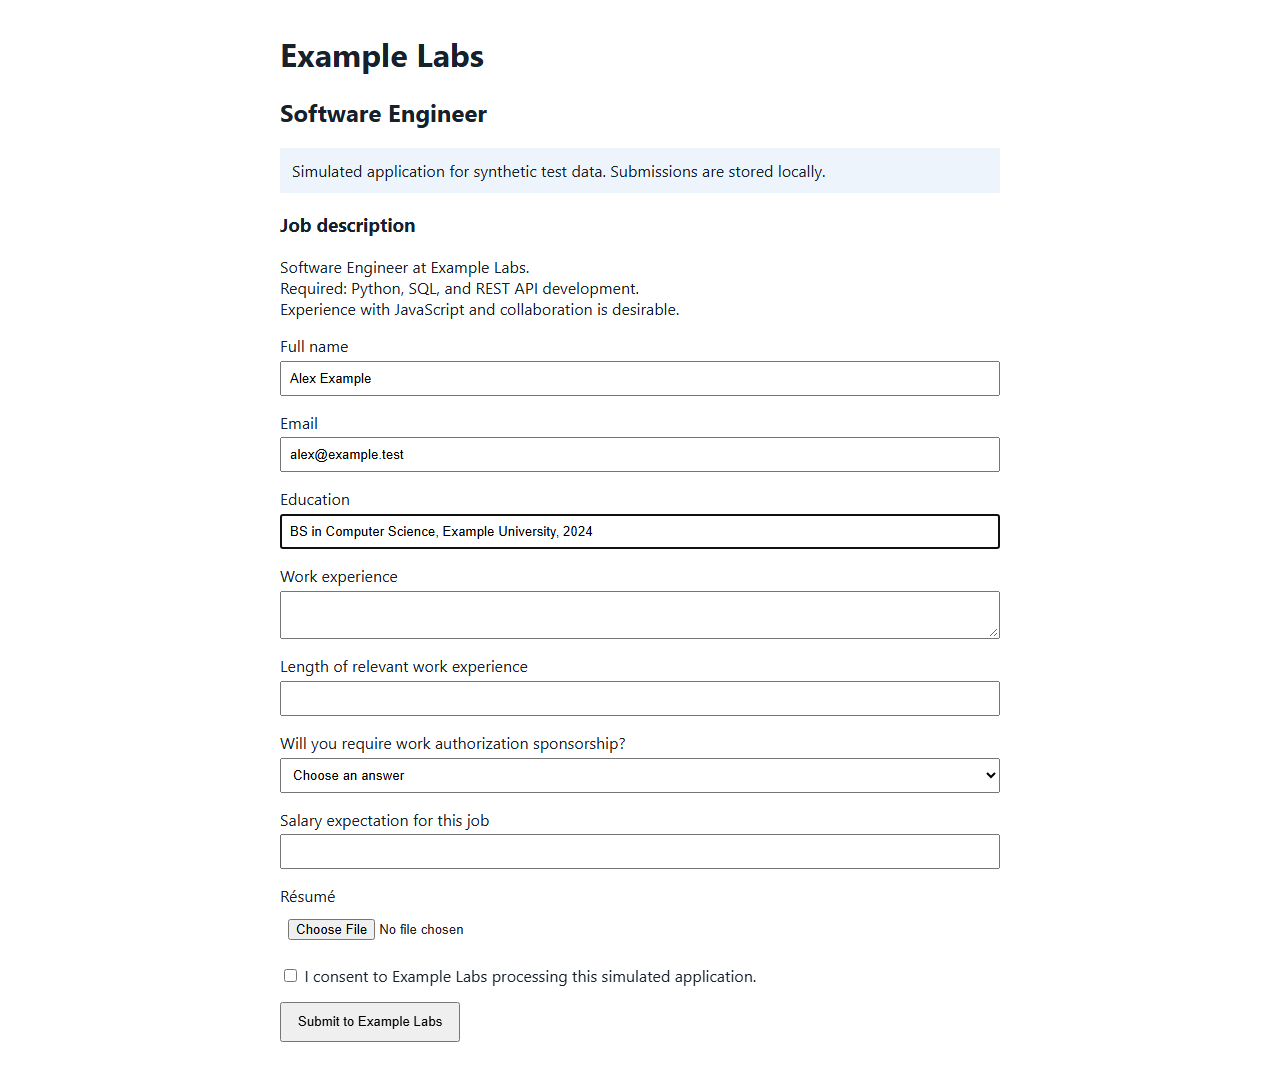 Example Labs
Software Engineer
Simulated application for synthetic test data. Submissions are stored locally.
Job description
Software Engineer at Example Labs.
Required: Python, SQL, and REST API development.
Experience with JavaScript and collaboration is desirable.
Full name
Alex Example
Email
alex@example.test
Education
BS in Computer Science, Example University, 2024
Work experience
Length of relevant work experience
Will you require work authorization sponsorship?
Choose an answer
Salary expectation for this job
Résumé
Choose File No file chosen
I consent to Example Labs processing this simulated application.
Submit to Example Labs